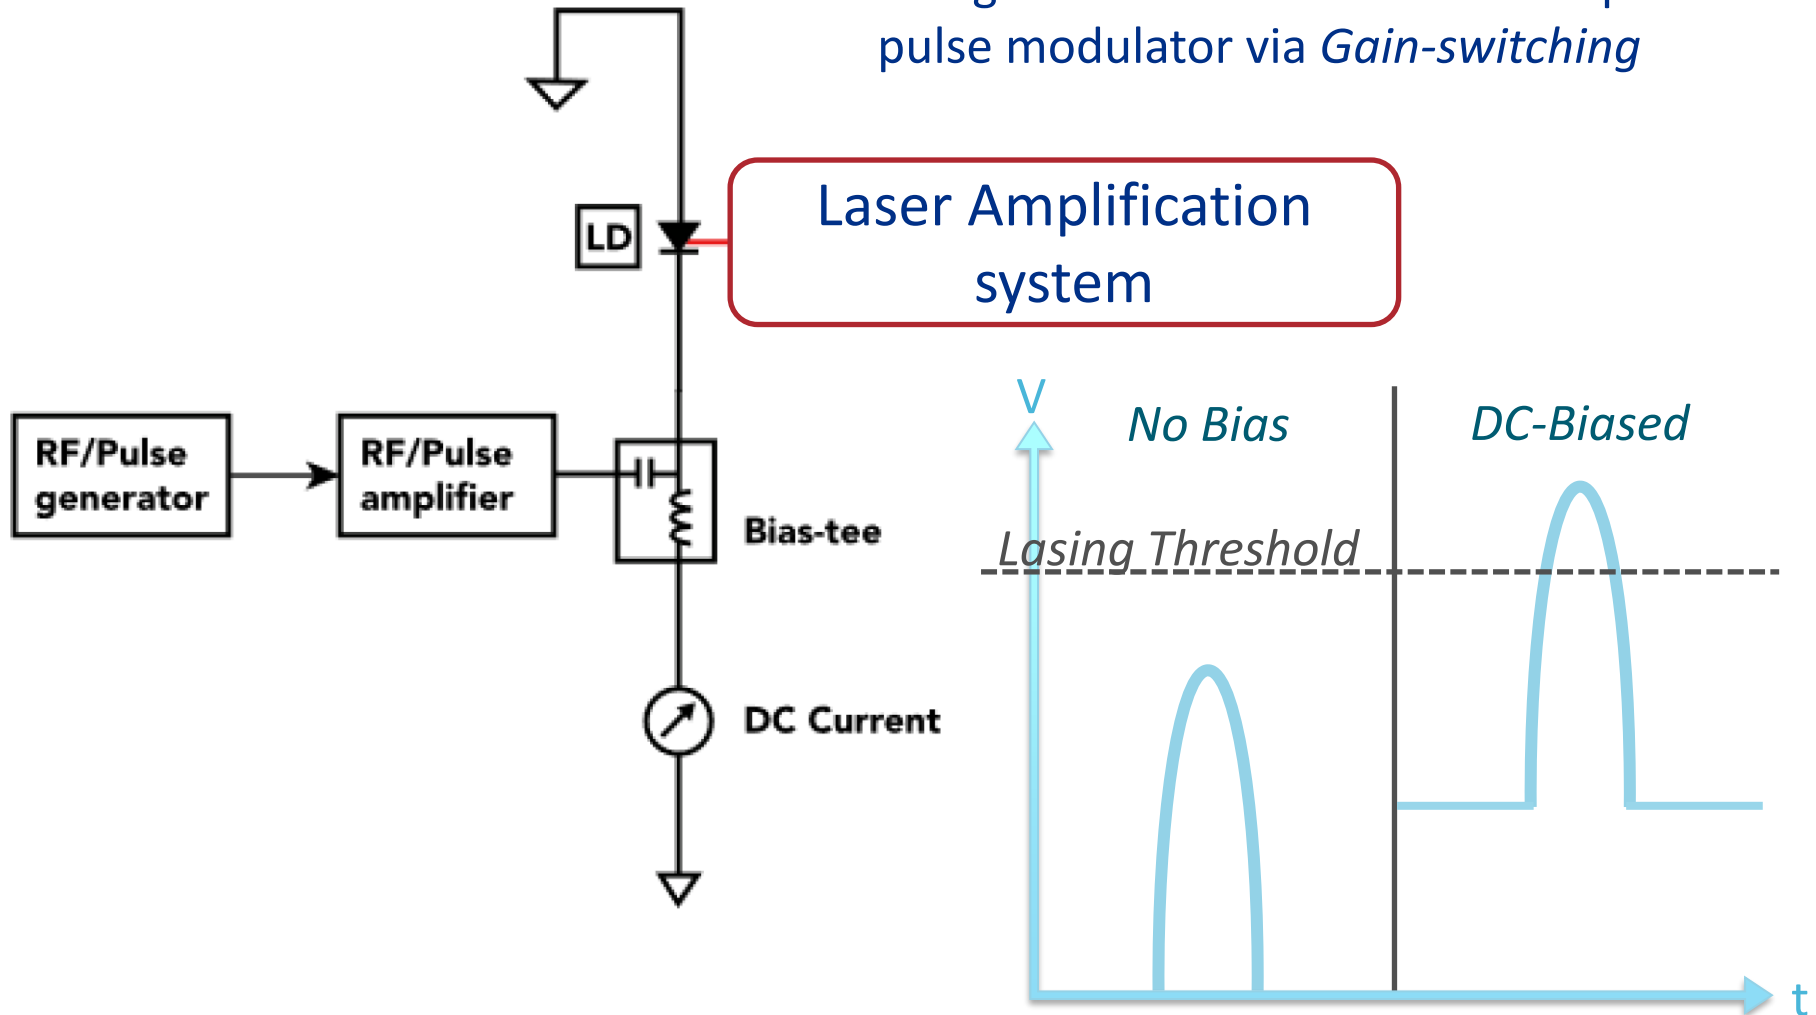 pulse modulator via Gain-switching
LD
Laser Amplification
system
RF/Pulse
generator
RF/Pulse
amplifier
Bias-tee
DC Current
V
No Bias
DC-Biased
Lasing Threshold
t